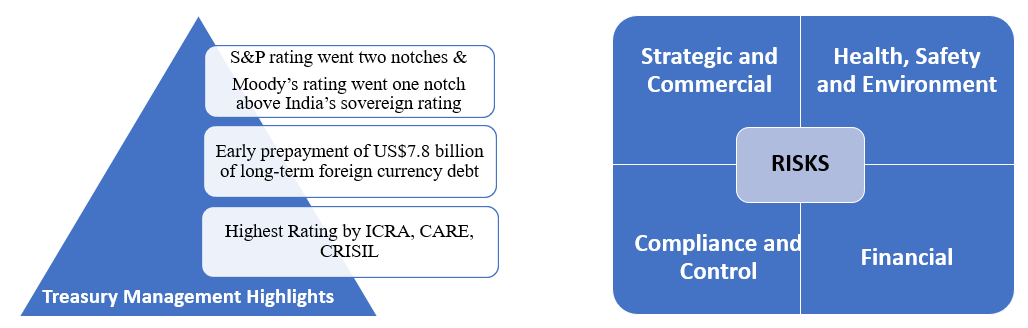 S&P rating went two notches &
Moody’s rating went one notch
above India’s sovereign rating
Early prepayment of US$7.8 billion
of long-term foreign currency debt
Highest Rating by ICRA, CARE,
CRISIL
Treasury Management Highlights
Strategic and
Commercial
Health, Safety
and Environment
RISKS
Compliance and
Control
Financial